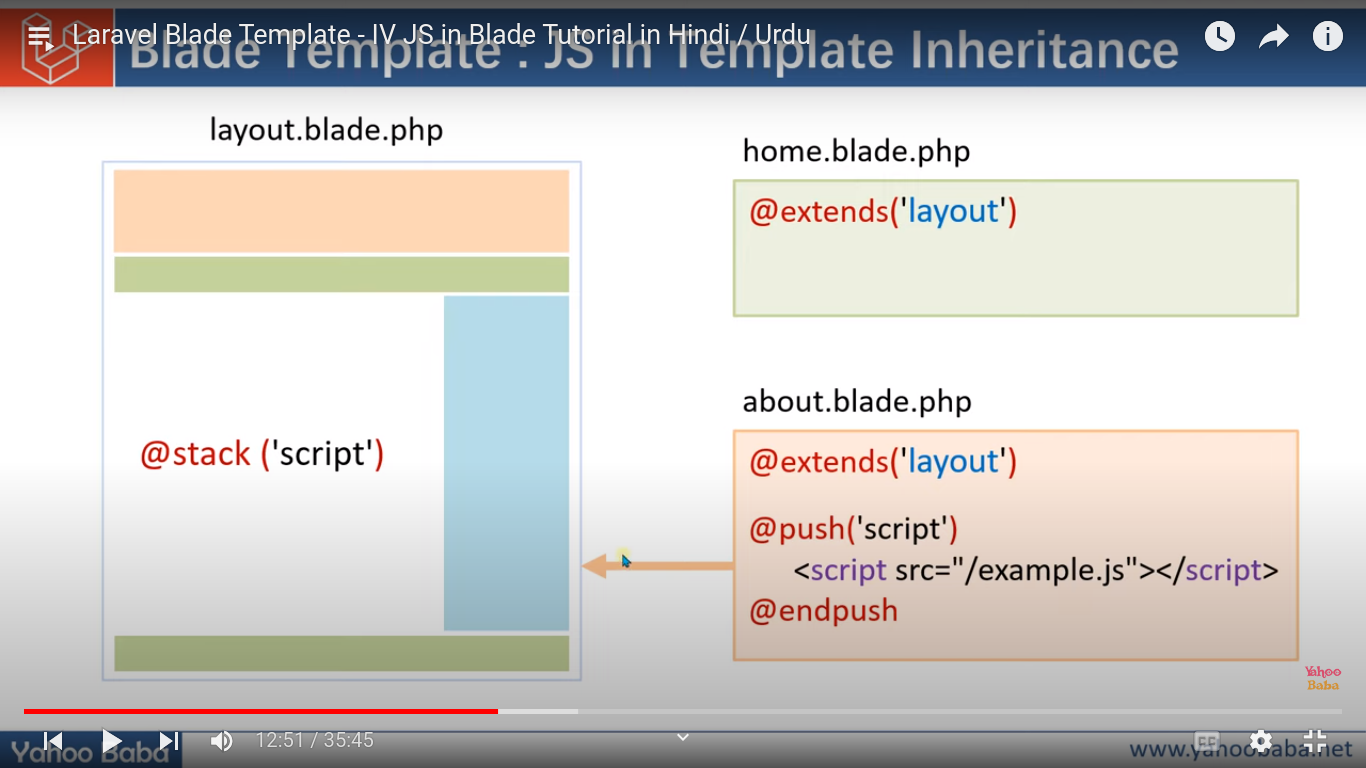 Laravel Blade Template - IV JS in Blade Tutorial in Hindi / Urdu
Blade Template : JS in Template Inheritance
layout.blade.php
@stack ('script')
home.blade.php
@extends('layout')
about.blade.php
@extends('layout')
@push('script')
<script src="/example.js"></script>
@endpush
Yahoo
Baba
12:51 / 35:45
CC
Yahoo Baba
www.yahoobaba.net